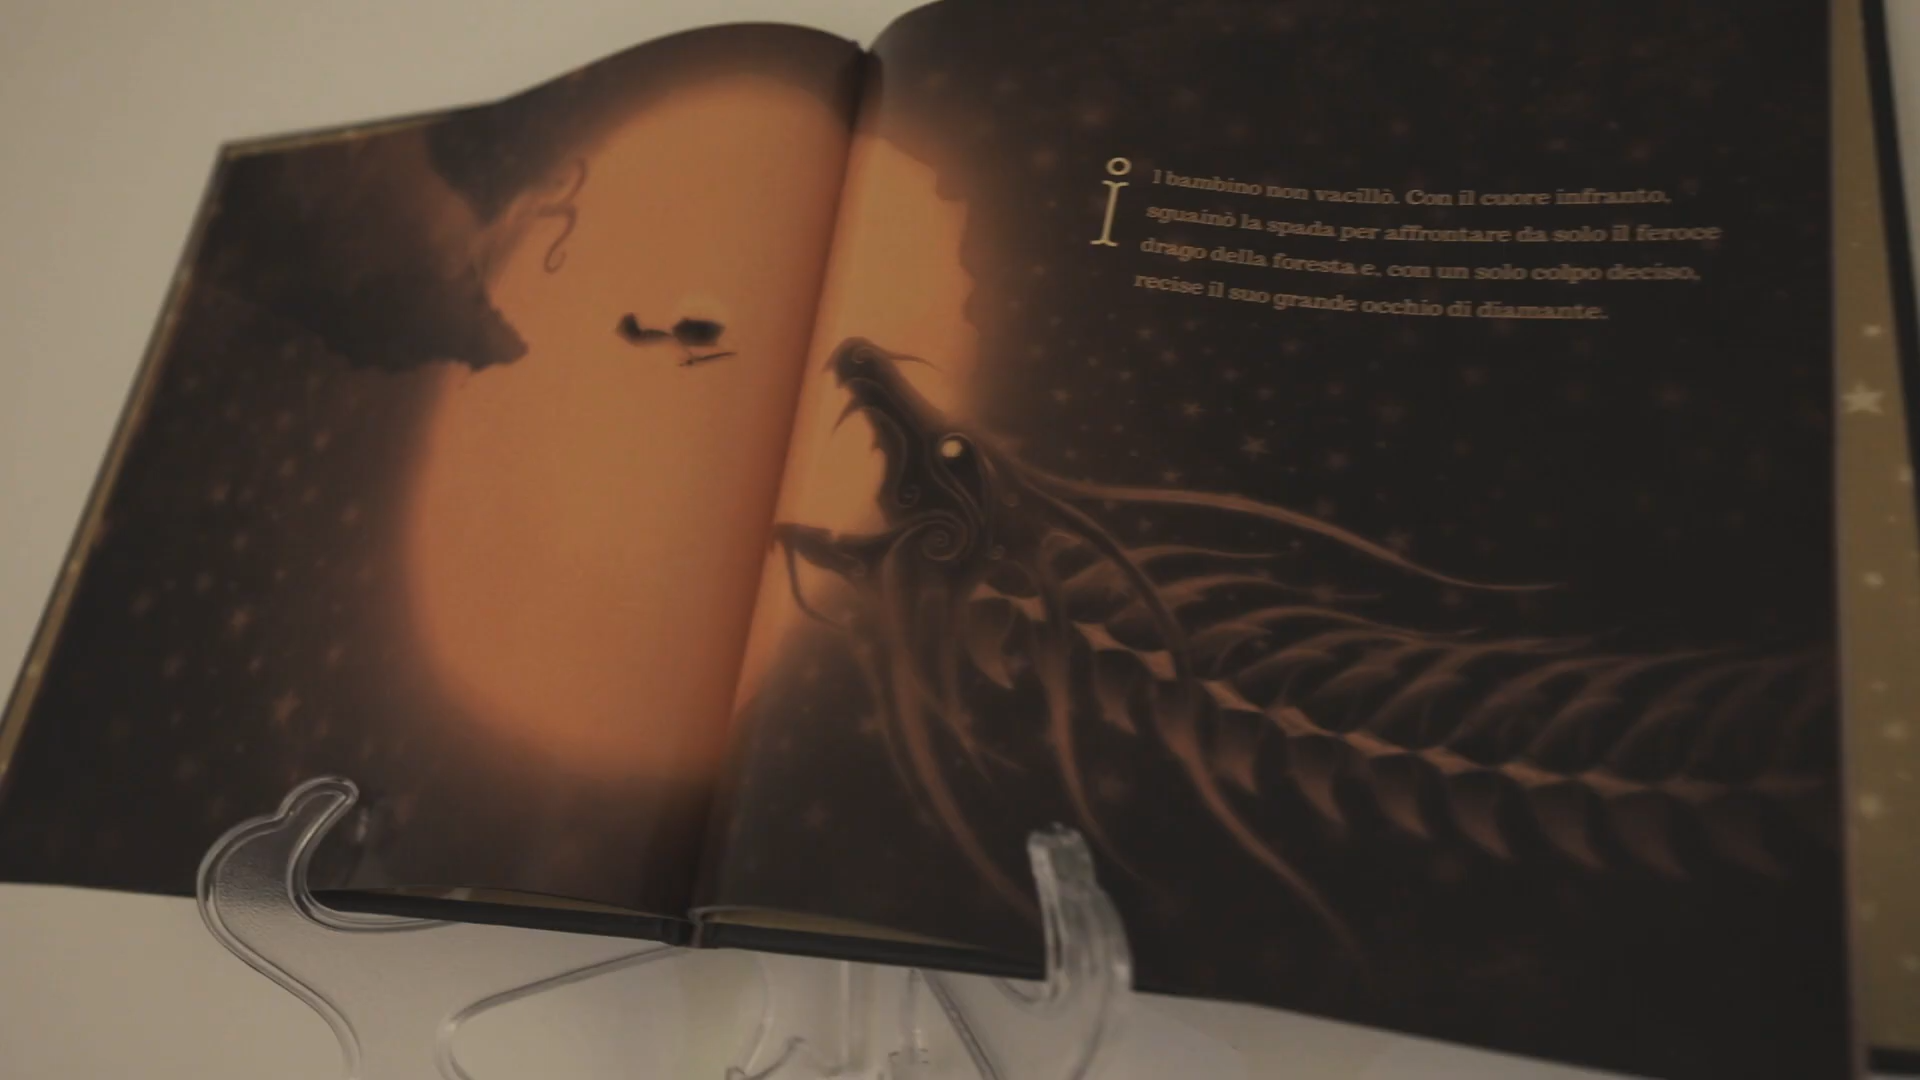 Il bambino non vacillò. Con il cuore infranto,
sguainò la spada per affrontare da solo il feroce
drago della foresta e, con un solo colpo deciso,
recise il suo grande occhio di diamante.